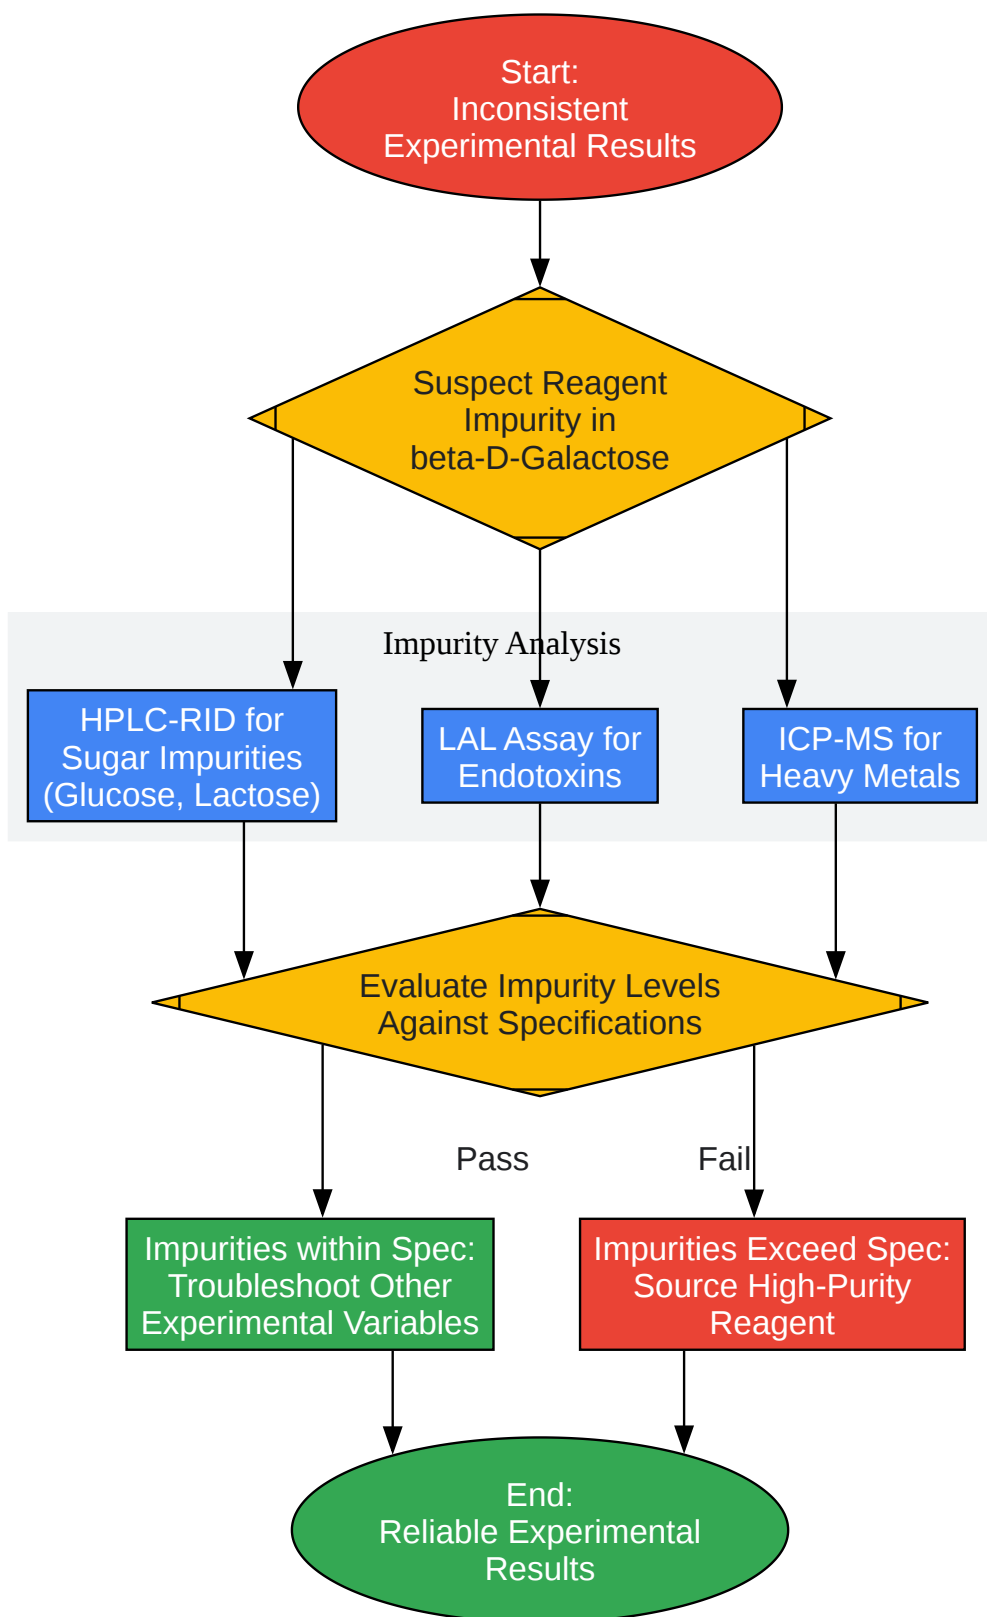 Start:
Inconsistent
Experimental Results
Suspect Reagent
Impurity in
beta-D-Galactose
Impurity Analysis
HPLC-RID for
Sugar Impurities
(Glucose, Lactose)
LAL Assay for
Endotoxins
ICP-MS for
Heavy Metals
Evaluate Impurity Levels
Against Specifications
Pass
Fail
Impurities within Spec:
Troubleshoot Other
Experimental Variables
Impurities Exceed Spec:
Source High-Purity
Reagent
End:
Reliable Experimental
Results